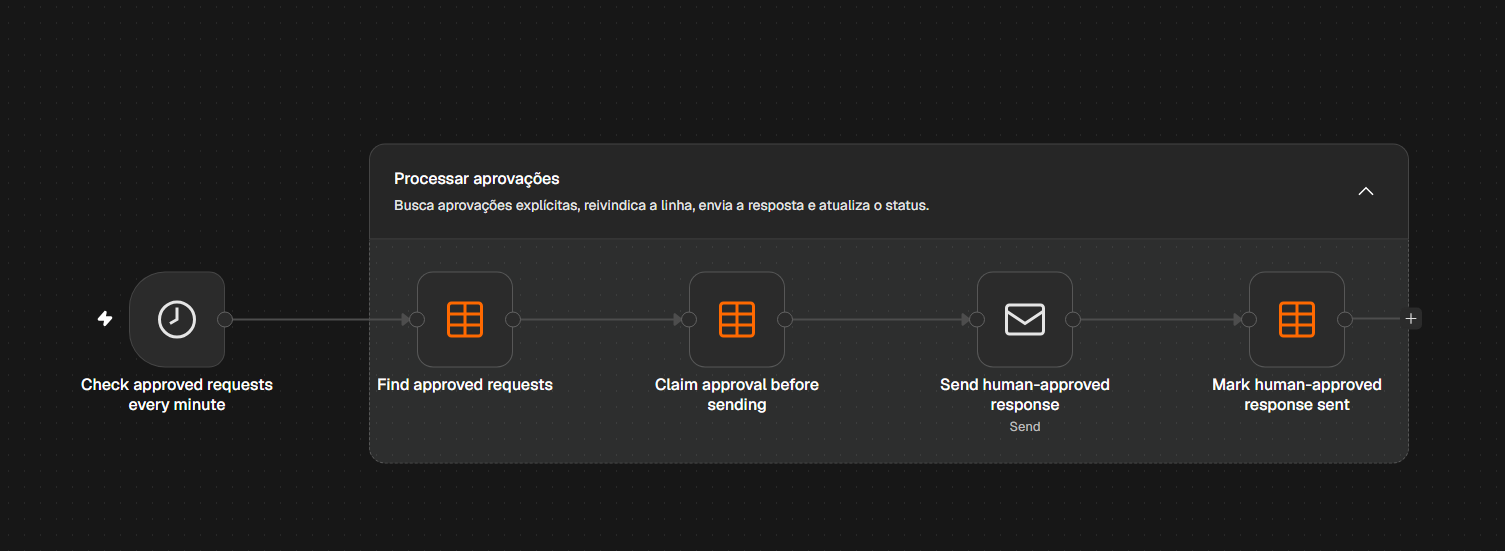 Processar aprovações
Busca aprovações explícitas, reivindica a linha, envia a resposta e atualiza o status.
Check approved requests
every minute
Find approved requests
Claim approval before
sending
Send human-approved
response
Send
Mark human-approved
response sent